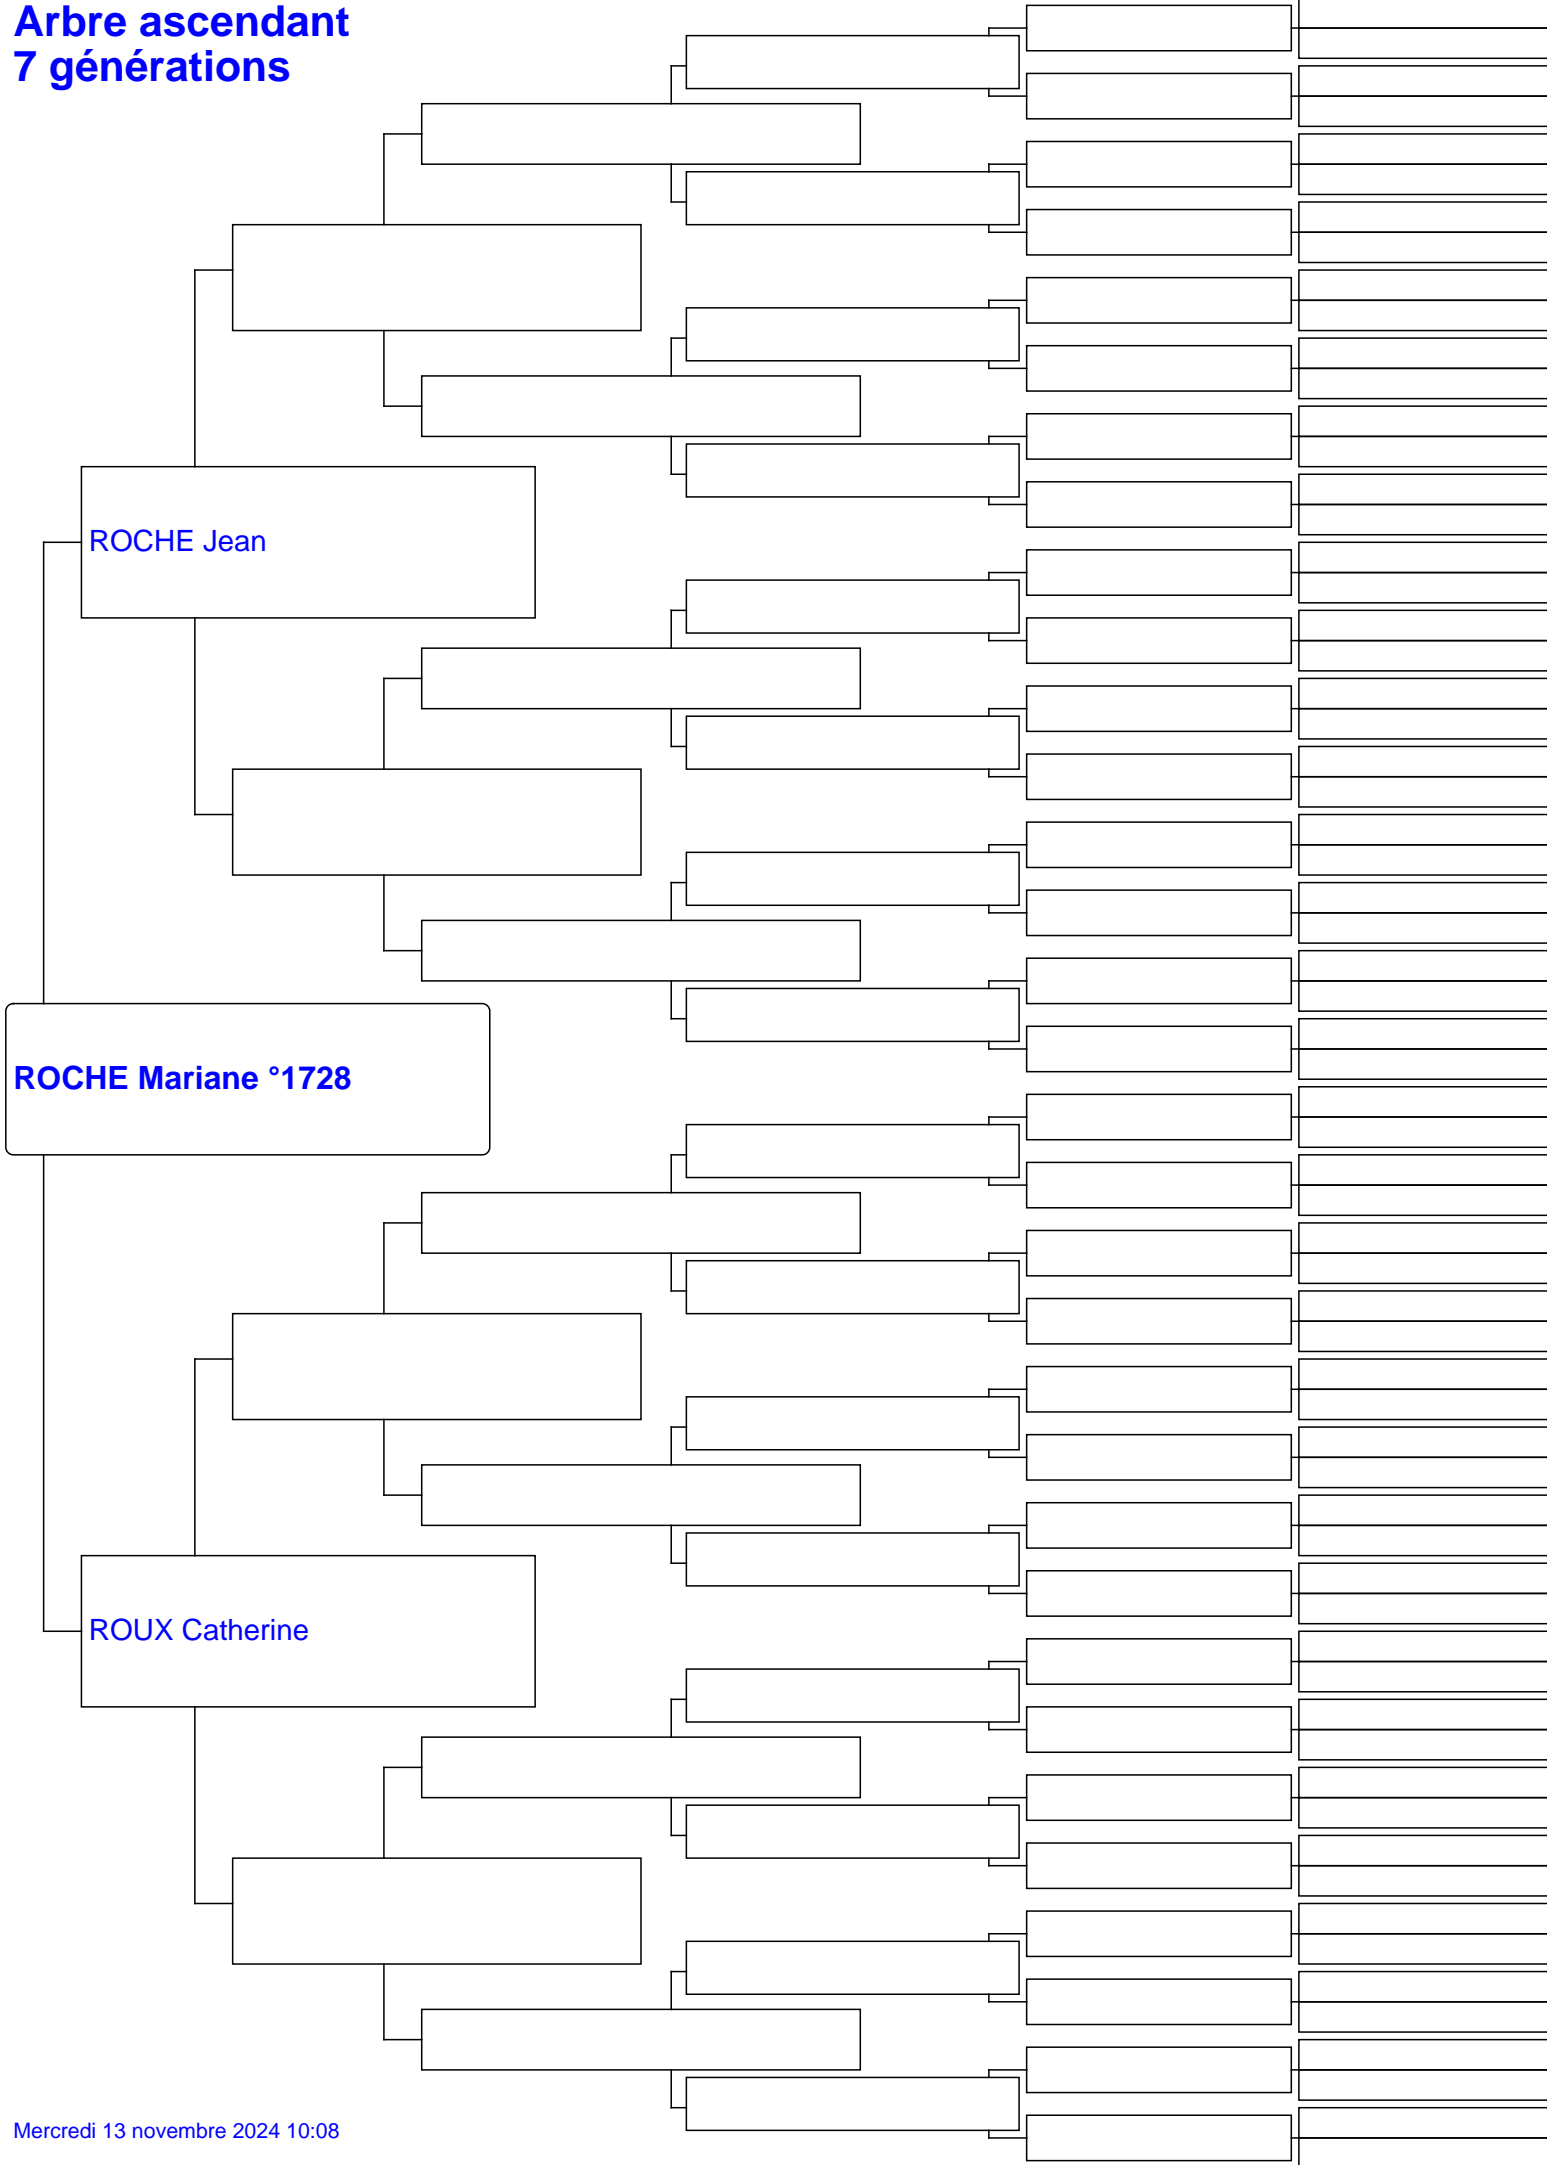 Arbre ascendant
7 générations
ROCHE Jean
ROCHE Mariane °1728
ROUX Catherine
Mercredi 13 novembre 2024 10:08